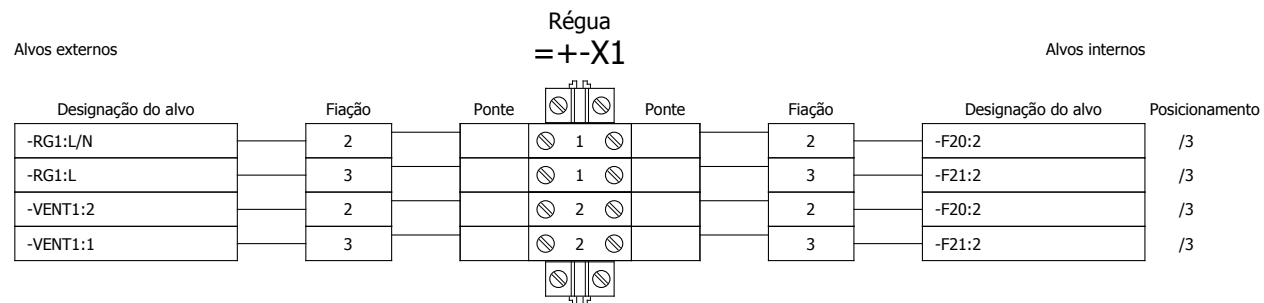 Régua
Alvos externos =+-X1 Alvos internos
Designação do alvo Fiação Ponte Ponte Fiação Designação do alvo Posicionamento
-RG1:L/N 2 1 2 -F20:2 /3
-RG1:L 3 1 3 -F21:2 /3
-VENT1:2 2 2 2 -F20:2 /3
-VENT1:1 3 2 3 -F21:2 /3